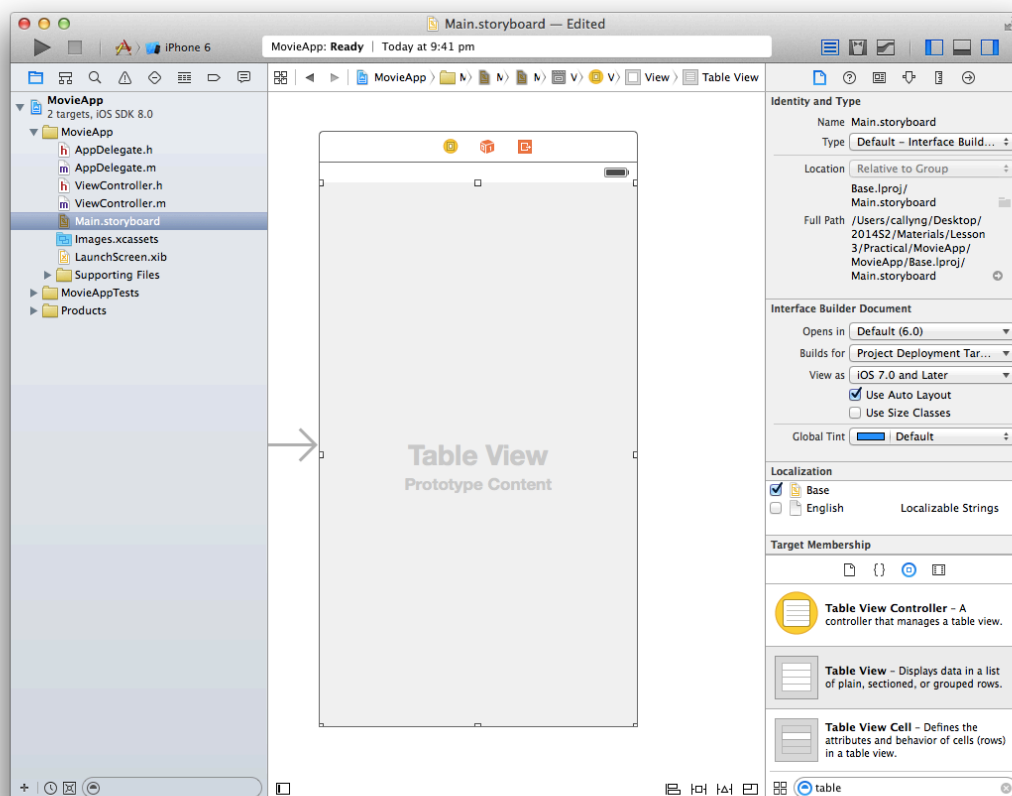 Main.storyboard — Edited
iPhone 6
MovieApp: Ready | Today at 9:41 pm
MovieApp
View
Table View
MovieApp
2 targets, iOS SDK 8.0
MovieApp
AppDelegate.h
AppDelegate.m
ViewController.h
ViewController.m
Main.storyboard
Images.xcassets
LaunchScreen.xib
Supporting Files
MovieAppTests
Products
Table View
Prototype Content
Identity and Type
Name Main.storyboard
Type Default – Interface Build...
Location Relative to Group
Base.lproj/
Main.storyboard
Full Path /Users/callyng/Desktop/
2014S2/Materials/Lesson
3/Practical/MovieApp/
MovieApp/Base.lproj/
Main.storyboard
Interface Builder Document
Opens in Default (6.0)
Builds for Project Deployment Tar...
View as iOS 7.0 and Later
Use Auto Layout
Use Size Classes
Global Tint Default
Localization
Base
English Localizable Strings
Target Membership
Table View Controller – A
controller that manages a table view.
Table View – Displays data in a list
of plain, sectioned, or grouped rows.
Table View Cell – Defines the
attributes and behavior of cells (rows)
in a table view.
table